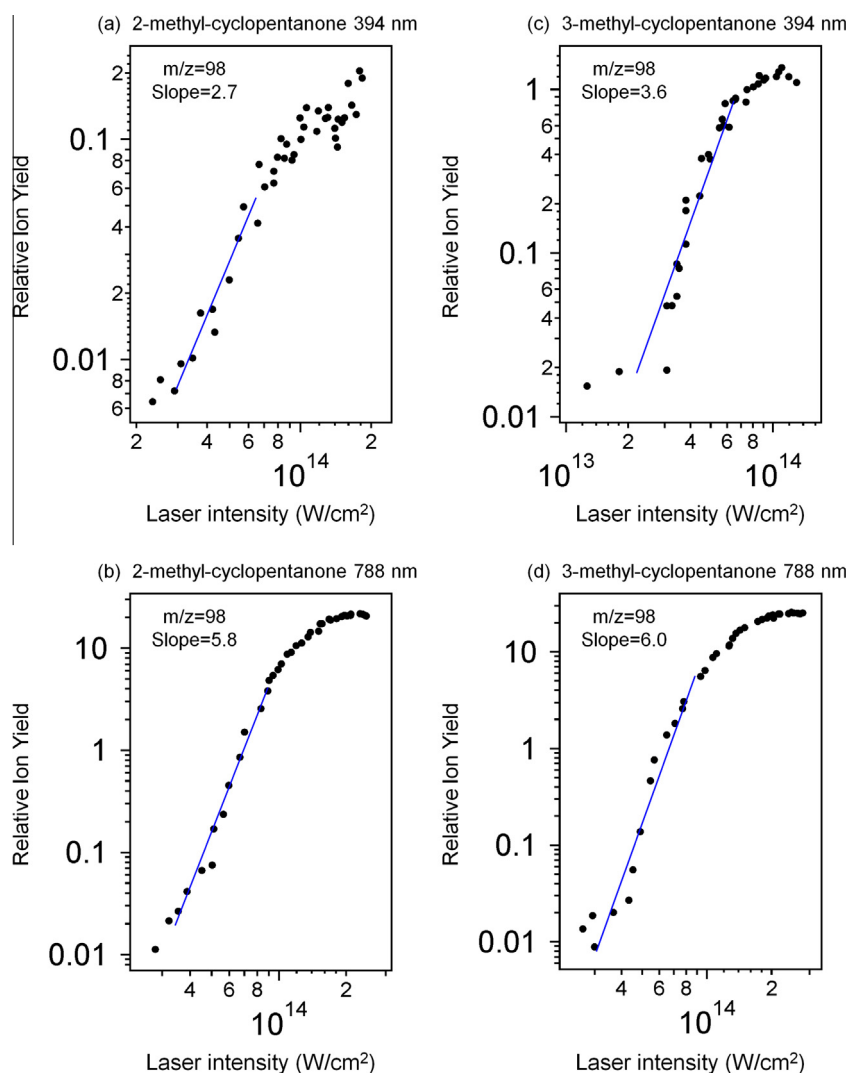 (a) 2-methyl-cyclopentanone 394 nm
m/z=98
Slope=2.7
Relative Ion Yield
2
0.1
8
6
4
2
0.01
8
6
2
4
6
8
2
10^14
Laser intensity (W/cm²)
(c) 3-methyl-cyclopentanone 394 nm
m/z=98
Slope=3.6
Relative Ion Yield
1
6
4
2
0.1
6
4
2
0.01
2
4
6
8
10^13
10^14
Laser intensity (W/cm²)
(b) 2-methyl-cyclopentanone 788 nm
m/z=98
Slope=5.8
Relative Ion Yield
10
1
0.1
0.01
4
6
8
2
10^14
Laser intensity (W/cm²)
(d) 3-methyl-cyclopentanone 788 nm
m/z=98
Slope=6.0
Relative Ion Yield
10
1
0.1
0.01
4
6
8
2
10^14
Laser intensity (W/cm²)